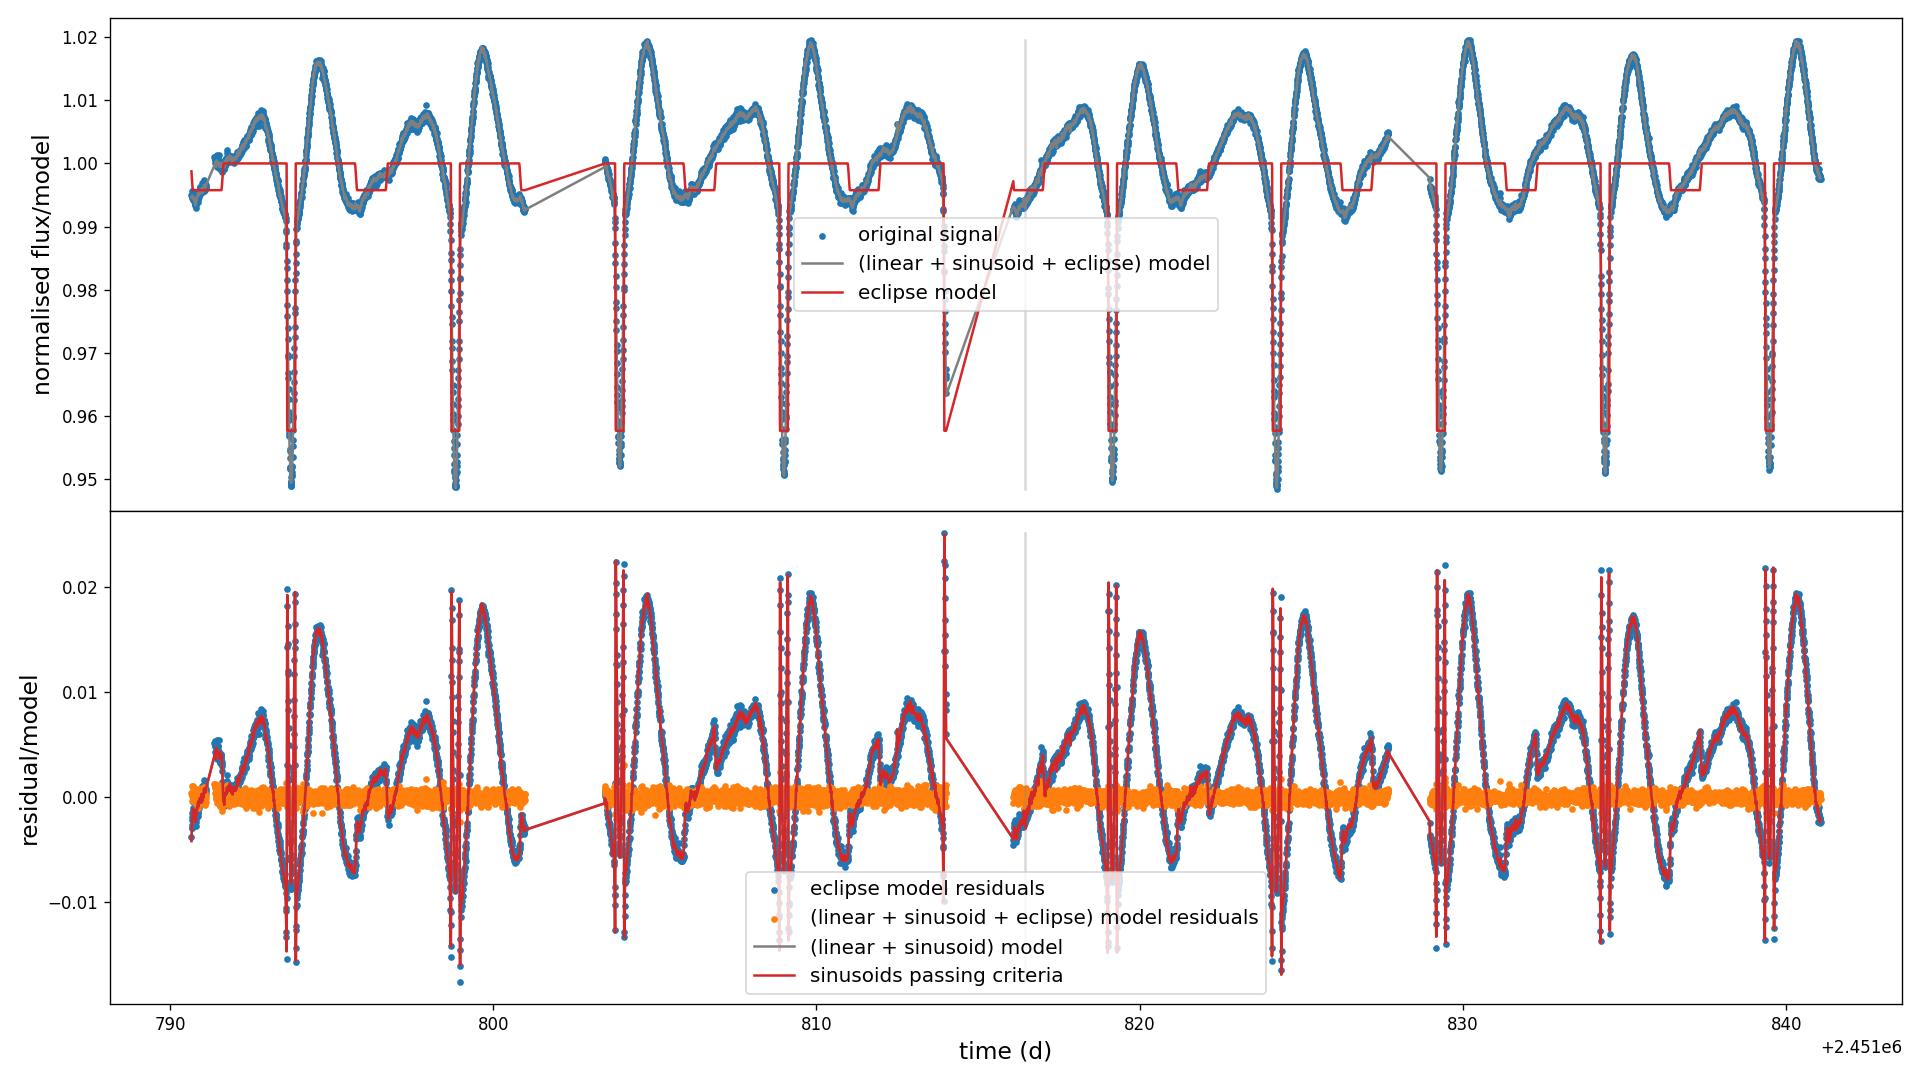 normalised flux/model
1.02
1.01
1.00
0.99
0.98
0.97
0.96
0.95
original signal
(linear + sinusoid + eclipse) model
eclipse model
residual/model
0.02
0.01
0.00
−0.01
eclipse model residuals
(linear + sinusoid + eclipse) model residuals
(linear + sinusoid) model
sinusoids passing criteria
790 800 810 820 830 840
+2.451e6
time (d)